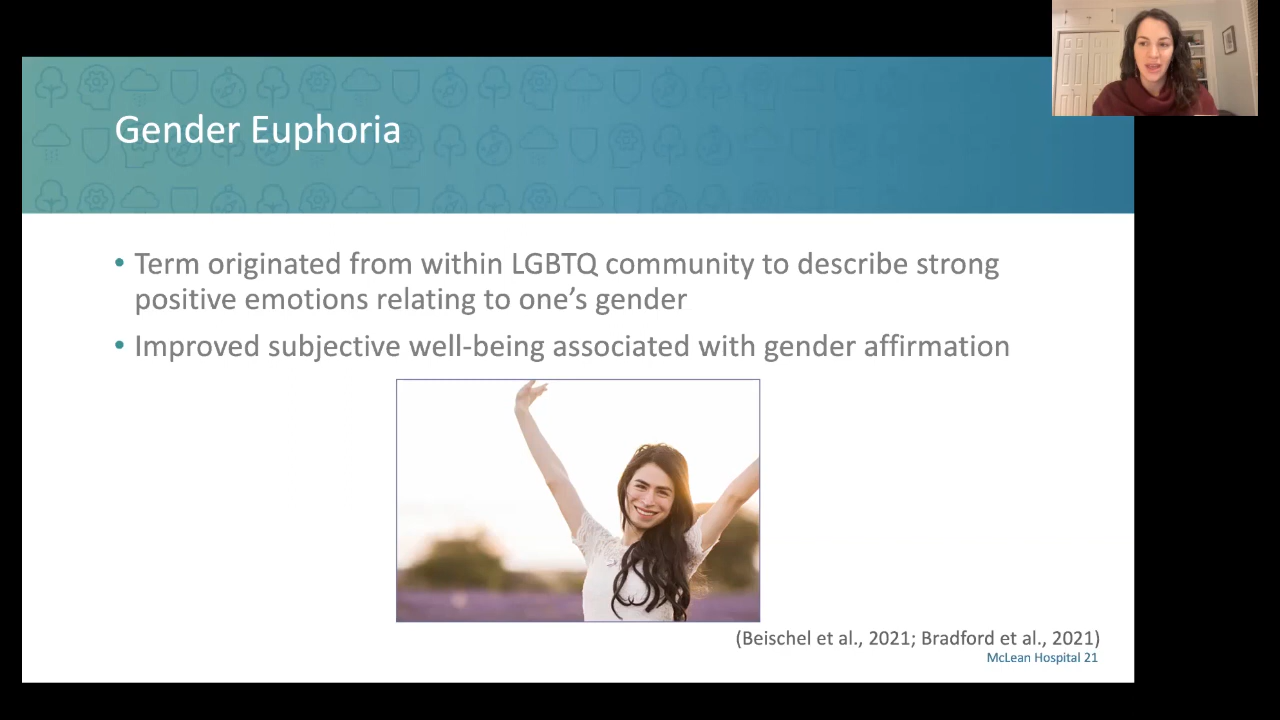 Gender Euphoria
• Term originated from within LGBTQ community to describe strong
positive emotions relating to one’s gender
• Improved subjective well-being associated with gender affirmation
(Beischel et al., 2021; Bradford et al., 2021)
McLean Hospital 21